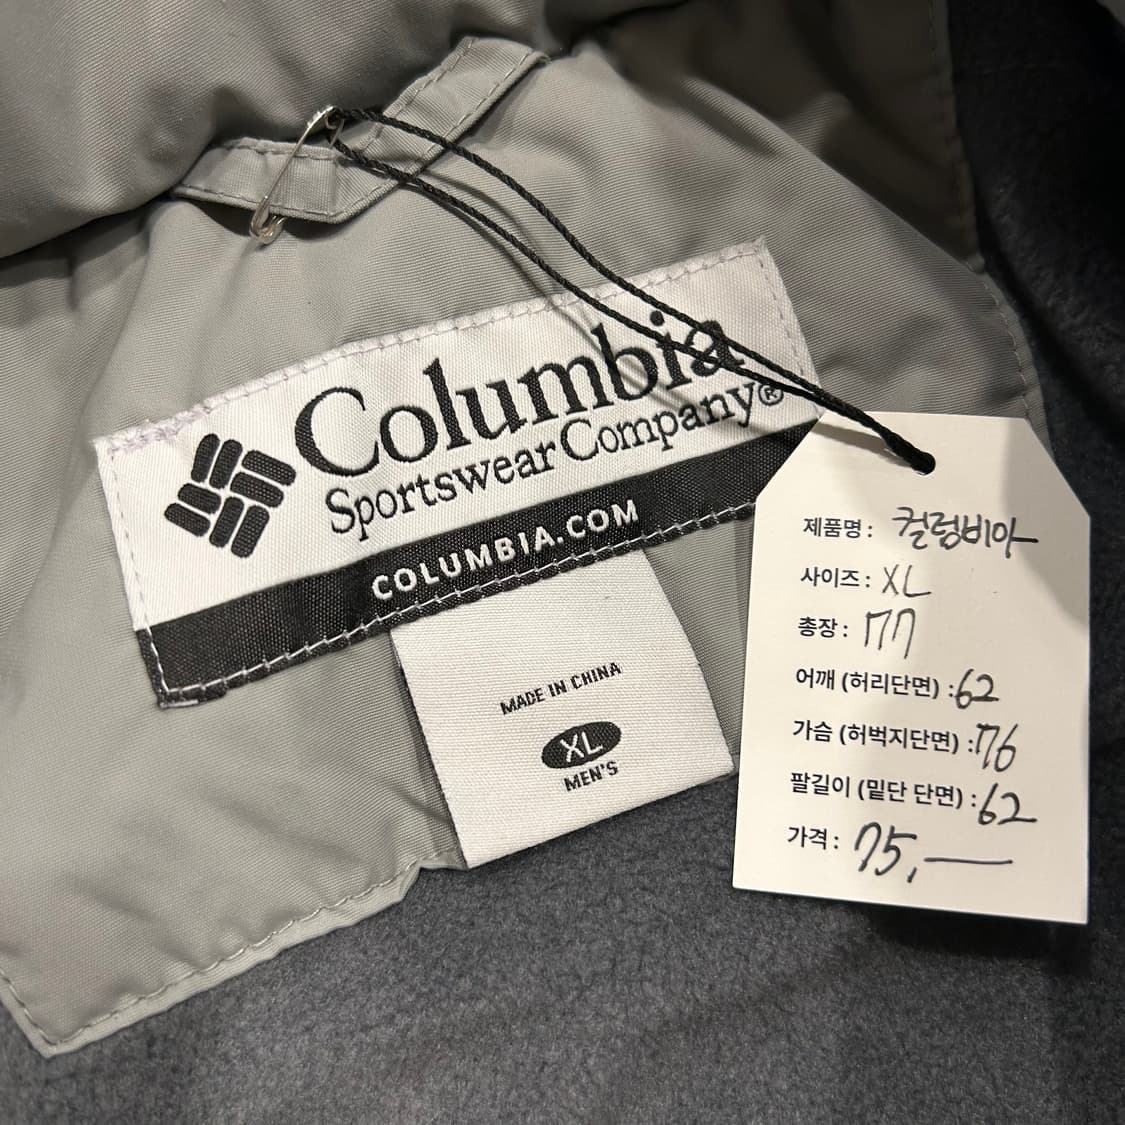 Columbia
Sportswear Company®
COLUMBIA.COM
MADE IN CHINA
XL
MEN'S
제품명 : 컬럼비아
사이즈 : XL
총장 : 77
어깨 (허리단면) : 62
가슴 (허벅지단면) : 76
팔길이 (밑단 단면) : 62
가격 : 75,—